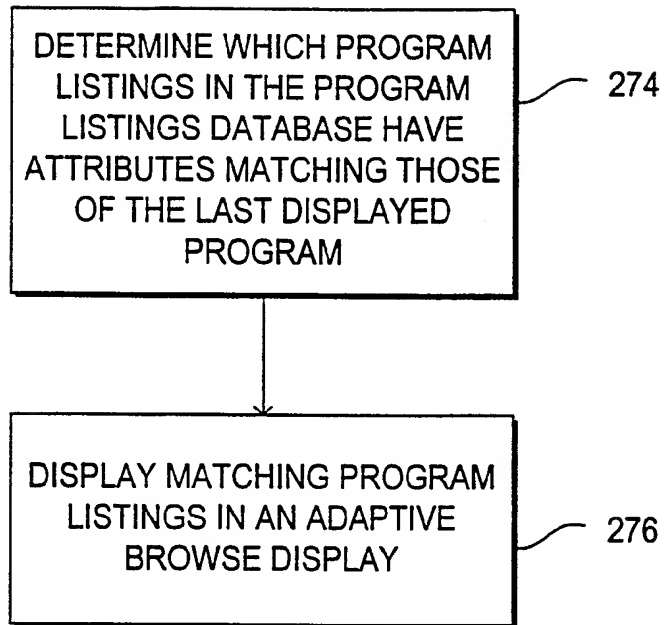 DETERMINE WHICH PROGRAM
LISTINGS IN THE PROGRAM
LISTINGS DATABASE HAVE
ATTRIBUTES MATCHING THOSE
OF THE LAST DISPLAYED
PROGRAM
274
DISPLAY MATCHING PROGRAM
LISTINGS IN AN ADAPTIVE
BROWSE DISPLAY
276